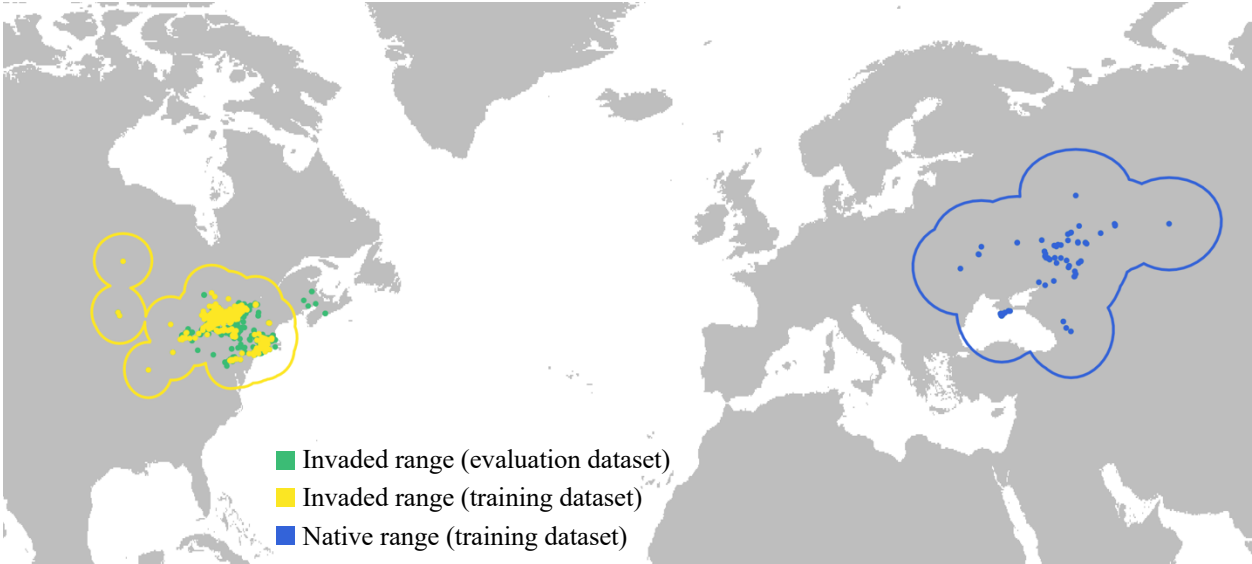 Invaded range (evaluation dataset)
Invaded range (training dataset)
Native range (training dataset)